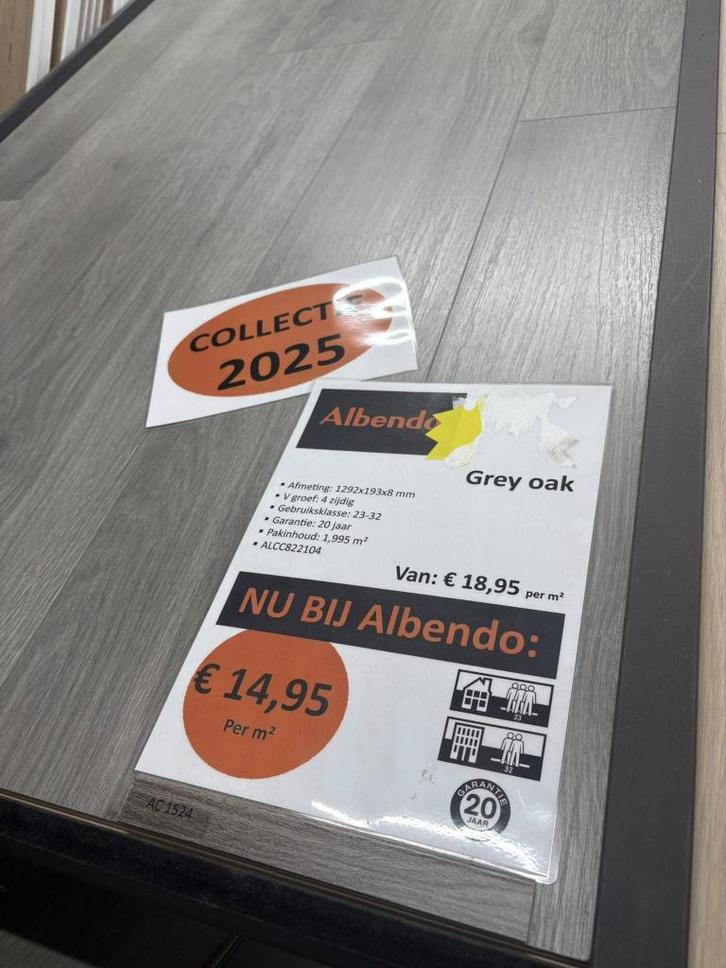 COLLECTIE
2025
Albendo
Grey oak
▪ Afmeting: 1292x193x8 mm
▪ V groef: 4 zijdig
▪ Gebruiksklasse: 23-32
▪ Garantie: 20 jaar
▪ Pakinhoud: 1,995 m²
▪ ALCC822104
Van: € 18,95 per m²
NU BIJ Albendo:
€ 14,95
Per m²
23
32
GARANTIE
20
JAAR
AC 1524